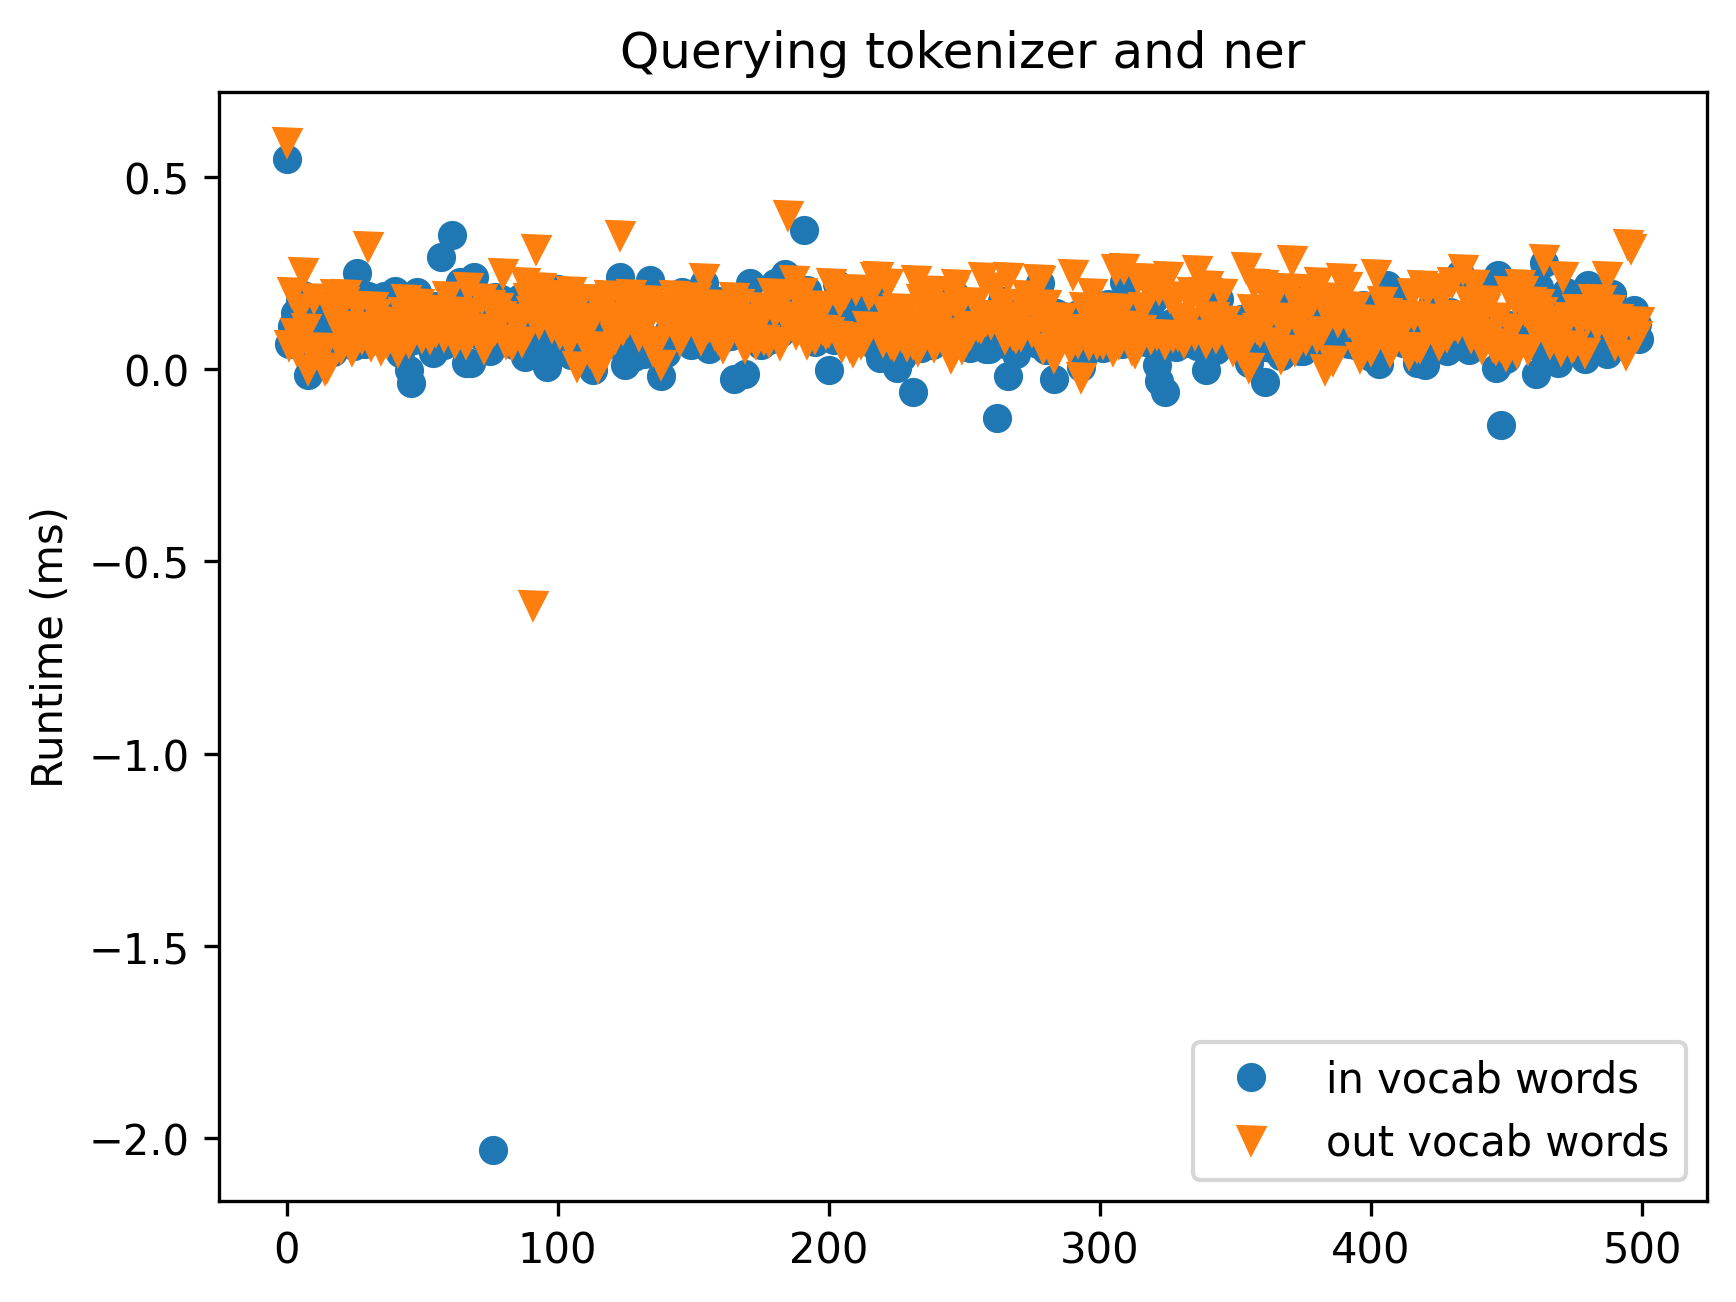 Querying tokenizer and ner
Runtime (ms)
0.5
0.0
−0.5
−1.0
−1.5
−2.0
0 100 200 300 400 500
in vocab words
out vocab words